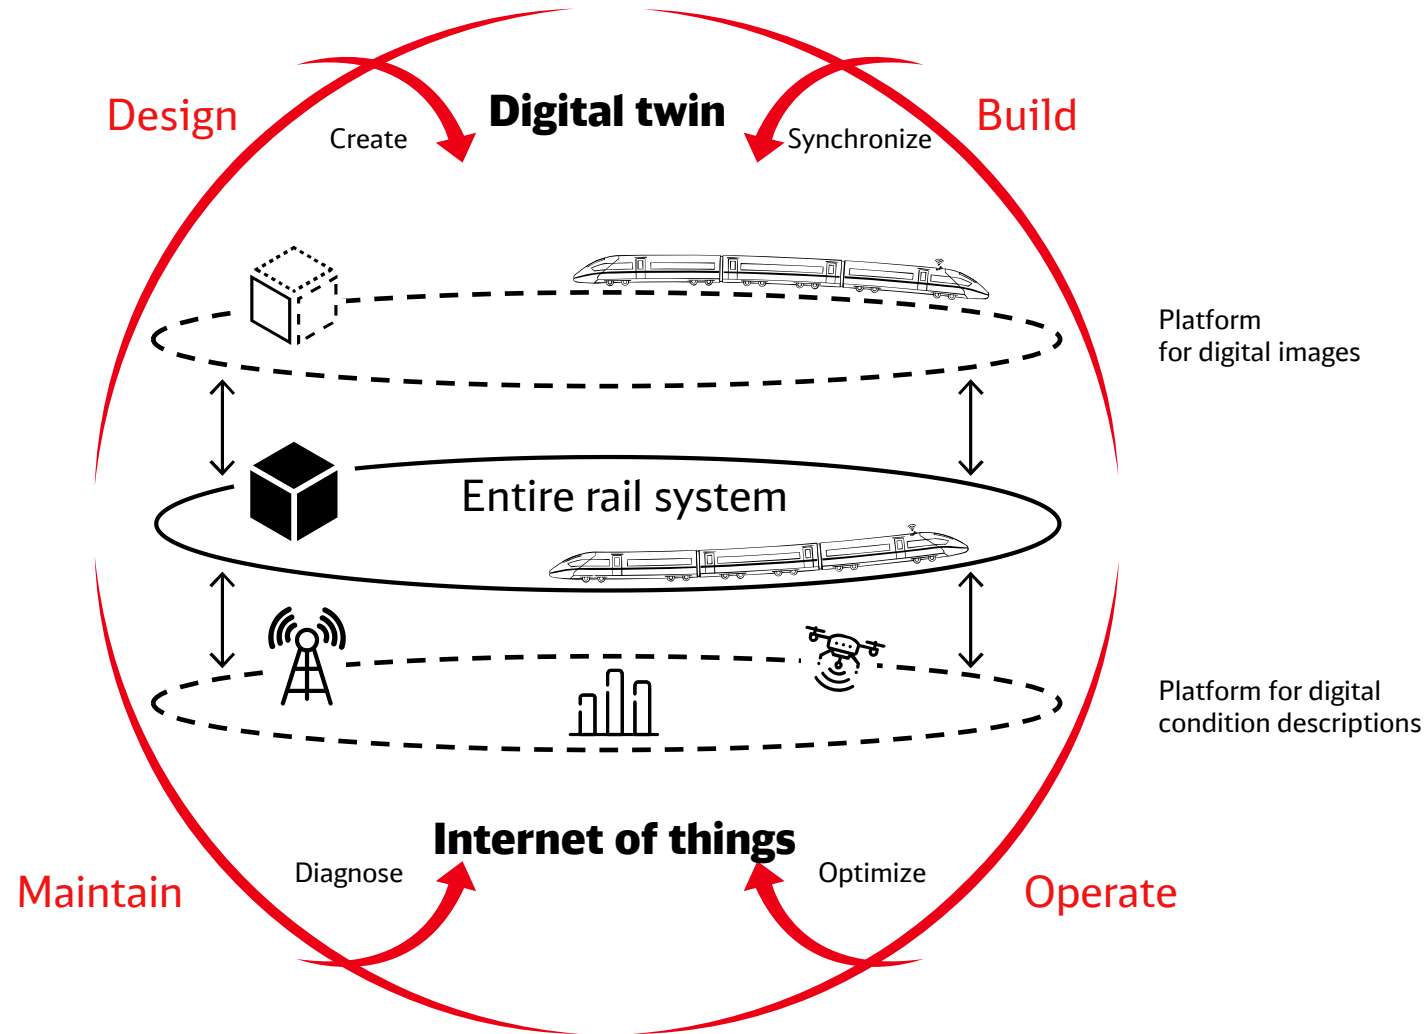 Design
Digital twin
Build
Create
Synchronize
Platform
for digital images
Entire rail system
Platform for digital
condition descriptions
Internet of things
Diagnose
Optimize
Maintain
Operate